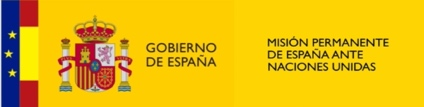 GOBIERNO
DE ESPAÑA
MISIÓN PERMANENTE
DE ESPAÑA ANTE
NACIONES UNIDAS